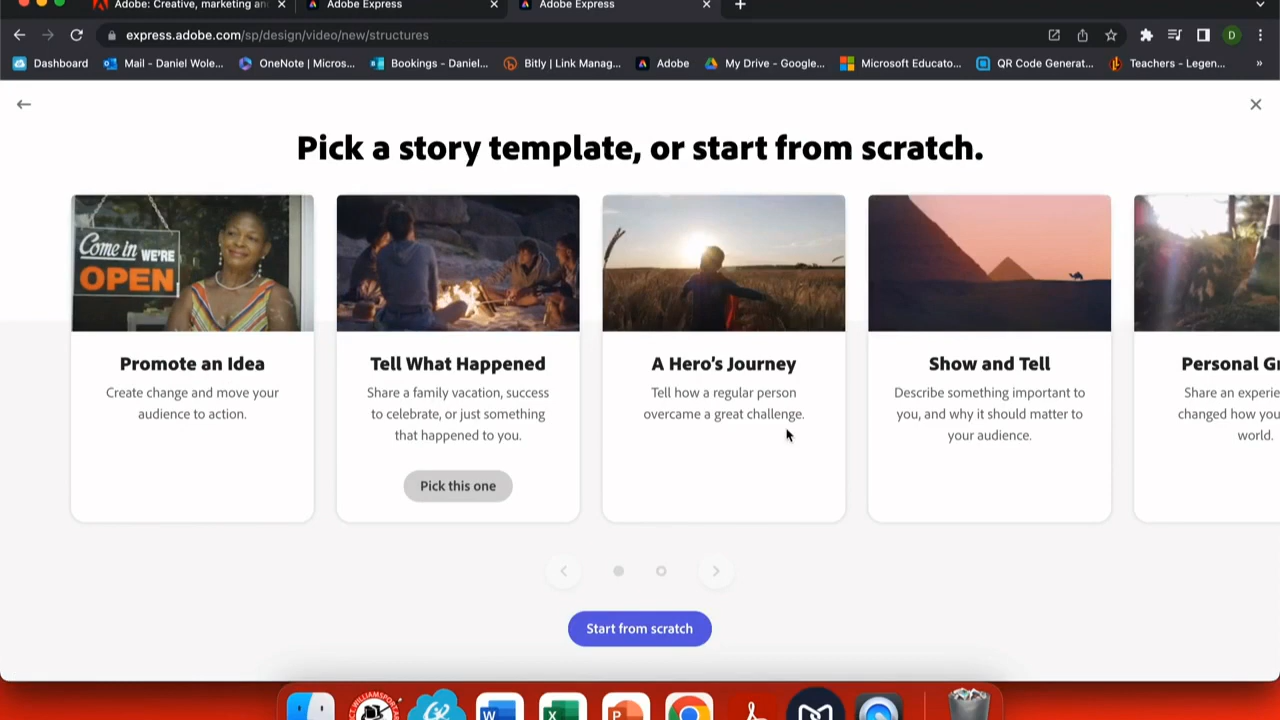 Adobe: Creative, marketing an
Adobe Express
Adobe Express
express.adobe.com/sp/design/video/new/structures
D
Dashboard
Mail - Daniel Wole...
OneNote | Micros...
Bookings - Daniel...
Bitly | Link Manag...
Adobe
My Drive - Google...
Microsoft Educato...
QR Code Generat...
Teachers - Legen...
»
Pick a story template, or start from scratch.
Come in WE'RE
OPEN
Promote an Idea
Create change and move your
audience to action.
Tell What Happened
Share a family vacation, success
to celebrate, or just something
that happened to you.
Pick this one
A Hero's Journey
Tell how a regular person
overcame a great challenge.
Show and Tell
Describe something important to
you, and why it should matter to
your audience.
Personal Gr
Share an experie
changed how you
world.
Start from scratch
W
X
P